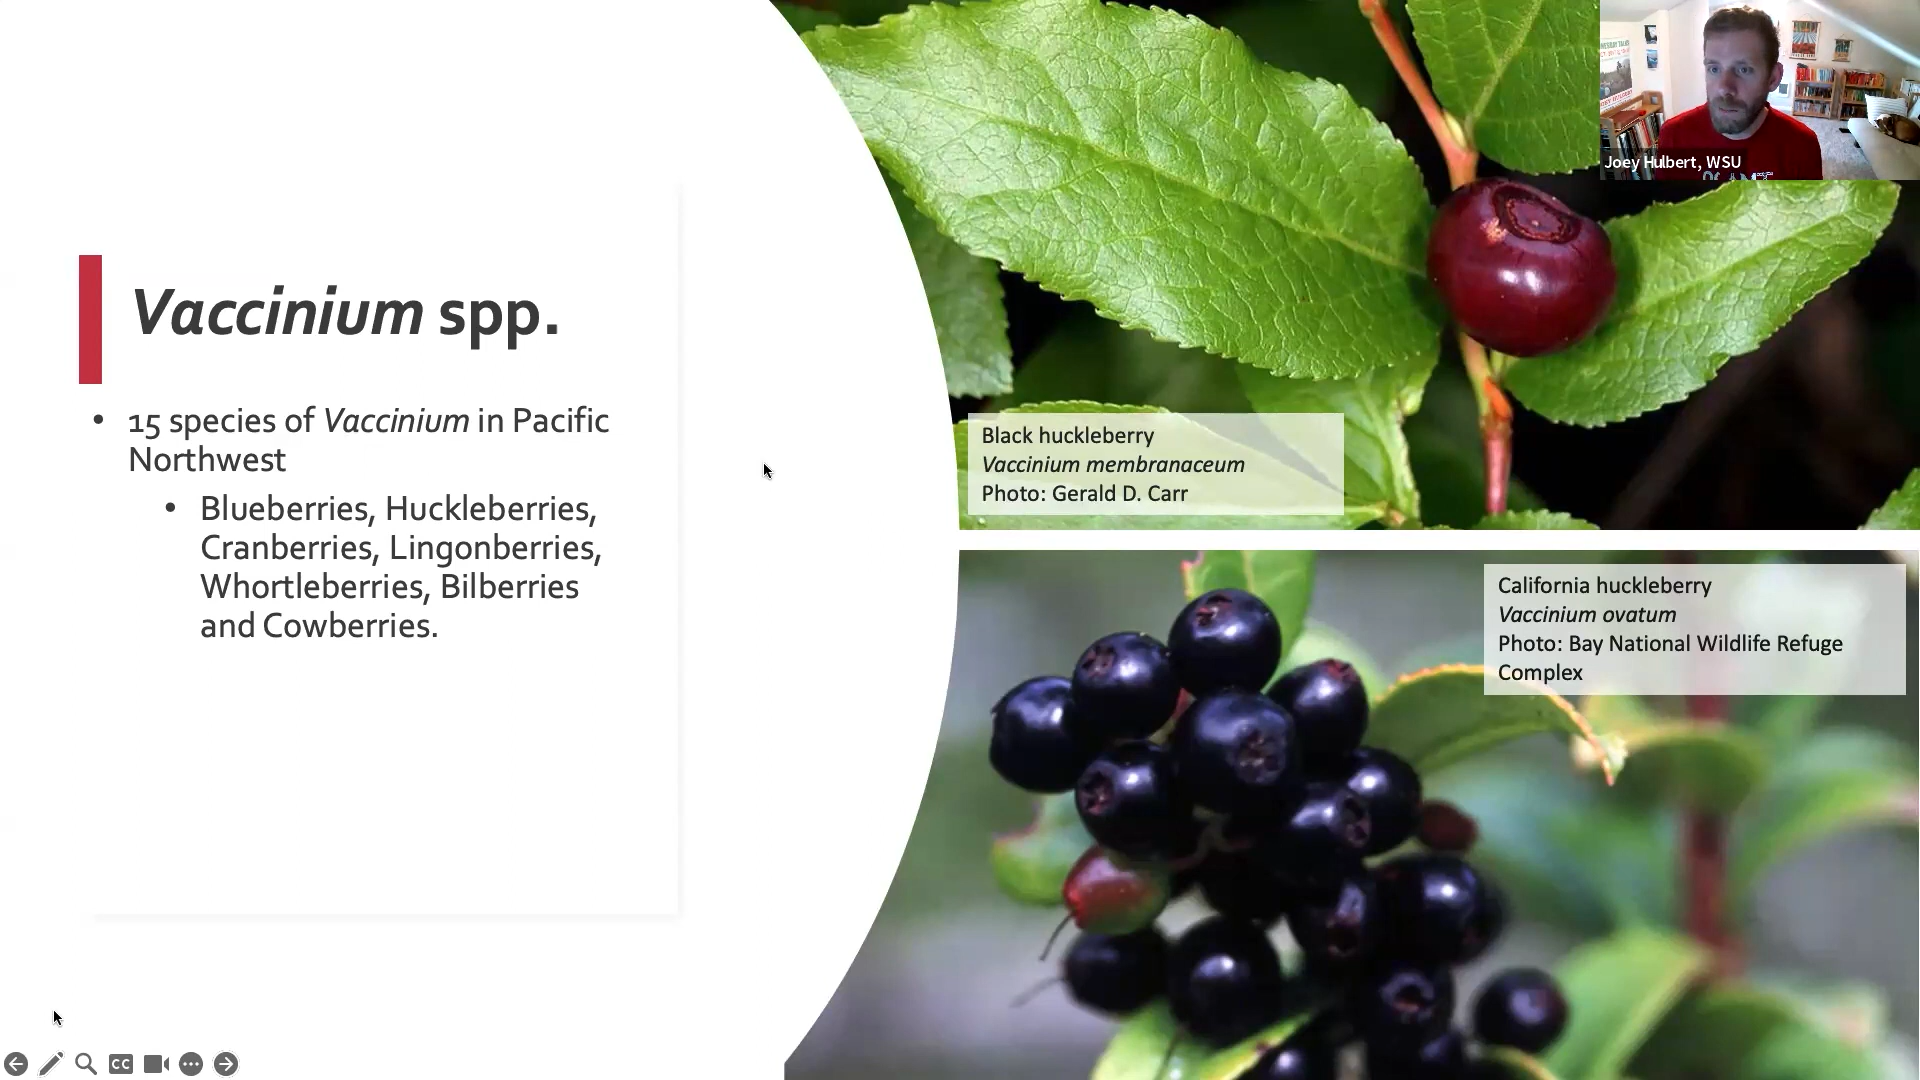 Vaccinium spp.
• 15 species of Vaccinium in Pacific
Northwest
• Blueberries, Huckleberries,
Cranberries, Lingonberries,
Whortleberries, Bilberries
and Cowberries.
Joey Hulbert, WSU
Black huckleberry
Vaccinium membranaceum
Photo: Gerald D. Carr
California huckleberry
Vaccinium ovatum
Photo: Bay National Wildlife Refuge
Complex
CC